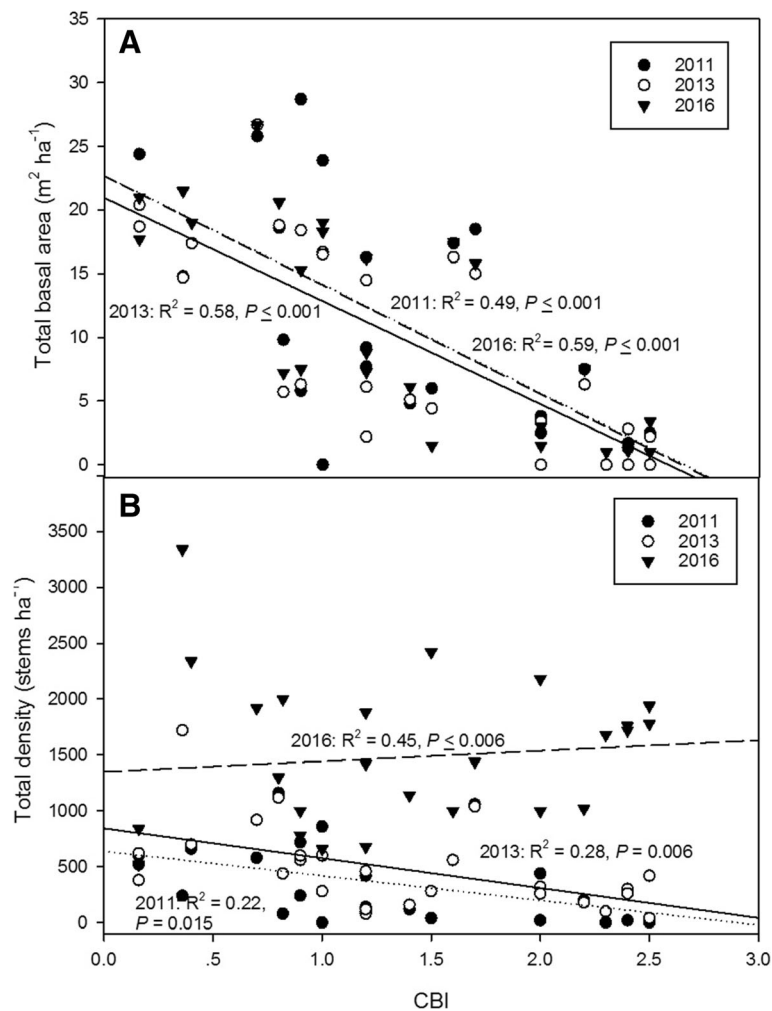 A
35
30
25
20
15
10
5
0
Total basal area (m² ha⁻¹)
2011
2013
2016
2013: R² = 0.58, P ≤ 0.001
2011: R² = 0.49, P ≤ 0.001
2016: R² = 0.59, P ≤ 0.001
B
3500
3000
2500
2000
1500
1000
500
0
Total density (stems ha⁻¹)
2011
2013
2016
2016: R² = 0.45, P ≤ 0.006
2013: R² = 0.28, P = 0.006
2011: R² = 0.22,
P = 0.015
0.0 .5 1.0 1.5 2.0 2.5 3.0
CBI